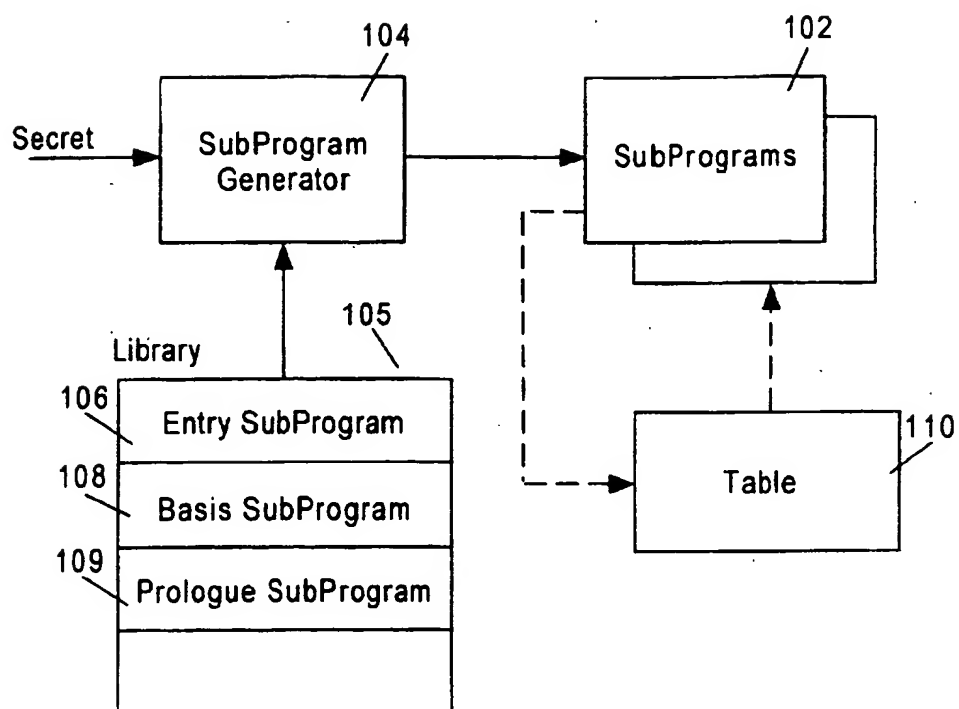 104
102
Secret
SubProgram
Generator
SubPrograms
105
Library
106
Entry SubProgram
110
108
Basis SubProgram
Table
109
Prologue SubProgram